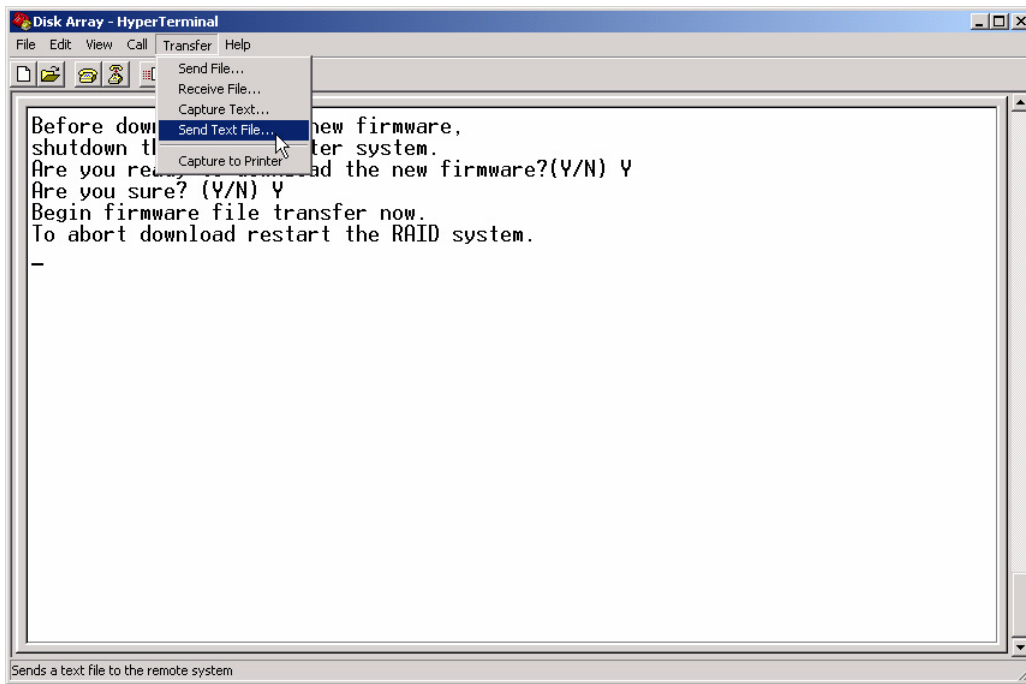 Disk Array - HyperTerminal
File Edit View Call Transfer Help
Send File...
Receive File...
Capture Text...
Send Text File...
Capture to Printer
Before dow new firmware,
shutdown t ter system.
Are you re ad the new firmware?(Y/N) Y
Are you sure? (Y/N) Y
Begin firmware file transfer now.
To abort download restart the RAID system.
Sends a text file to the remote system